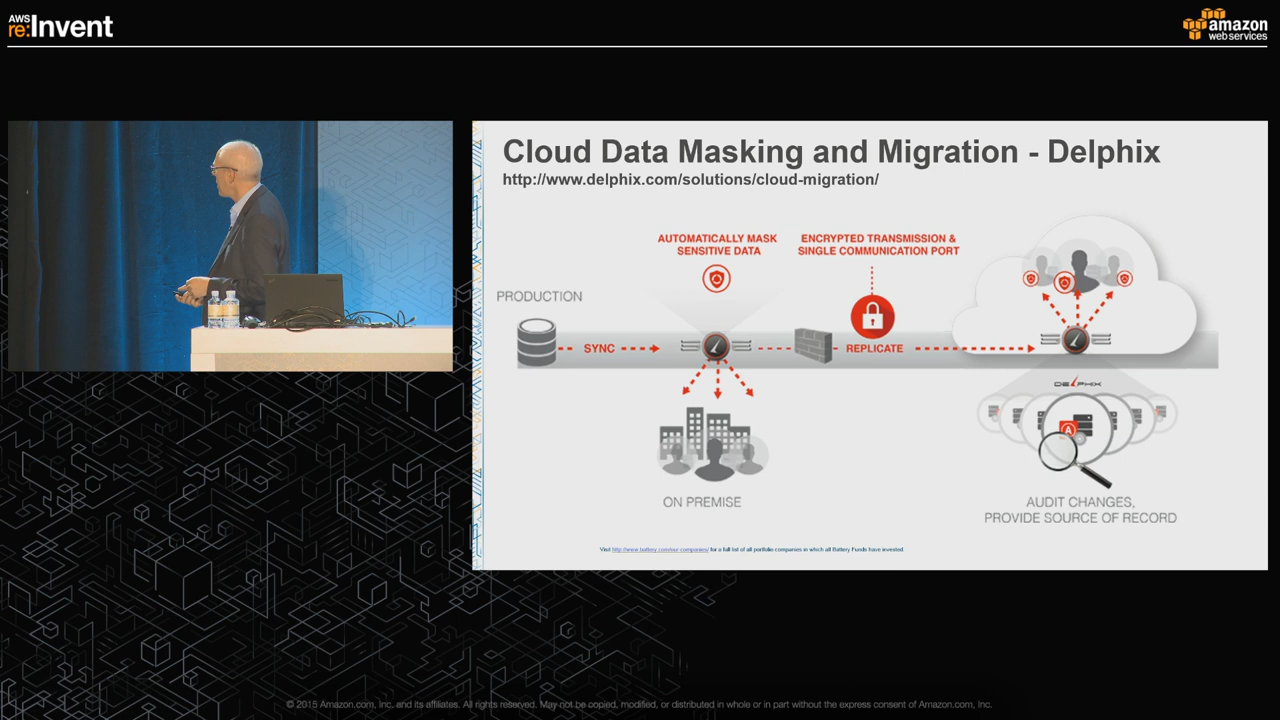 AWS
re:Invent
amazon
web services
Cloud Data Masking and Migration - Delphix
http://www.delphix.com/solutions/cloud-migration/
AUTOMATICALLY MASK
SENSITIVE DATA
ENCRYPTED TRANSMISSION &
SINGLE COMMUNICATION PORT
PRODUCTION
SYNC
REPLICATE
DELPHIX
A
ON PREMISE
AUDIT CHANGES,
PROVIDE SOURCE OF RECORD
Visit http://www.battery.com/our-companies/ for a full list of all portfolio companies in which all Battery Funds have invested.
© 2015 Amazon.com, Inc. and its affiliates. All rights reserved. May not be copied, modified, or distributed in whole or in part without the express consent of Amazon.com, Inc.